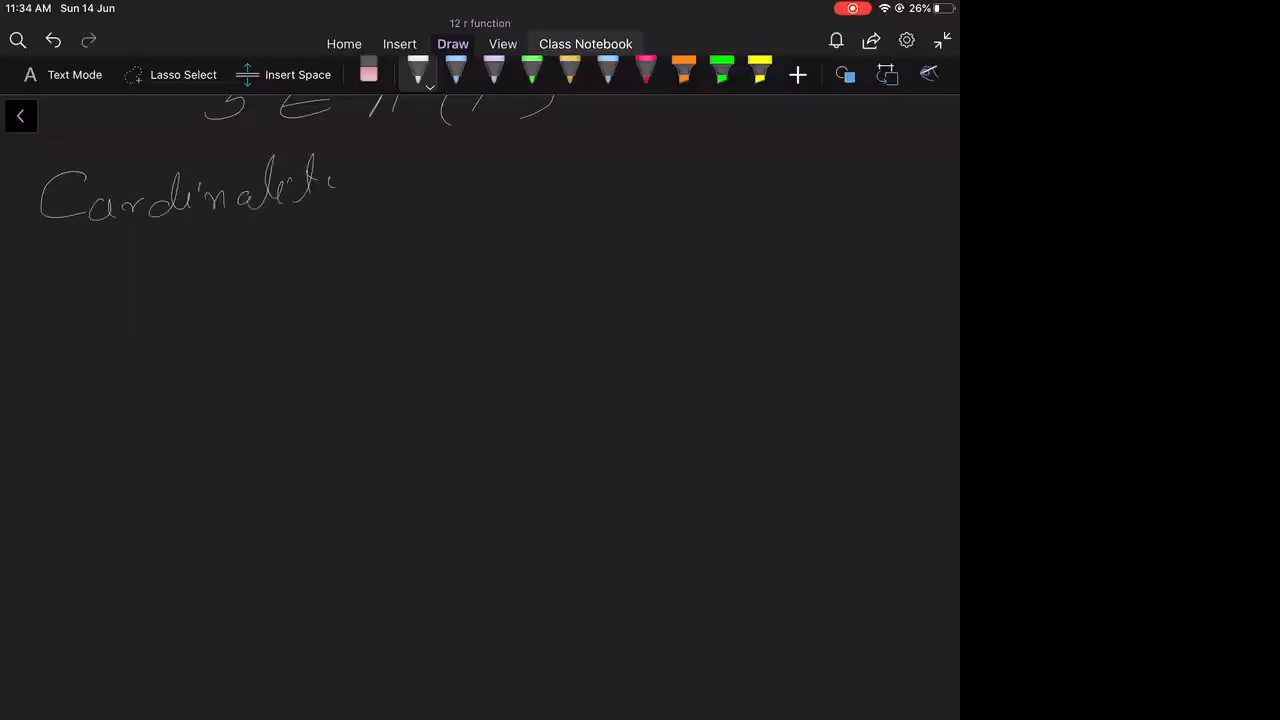 11:34 AM Sun 14 Jun
26%
12 r function
Home Insert Draw View Class Notebook
A Text Mode Lasso Select Insert Space
Cardinalit